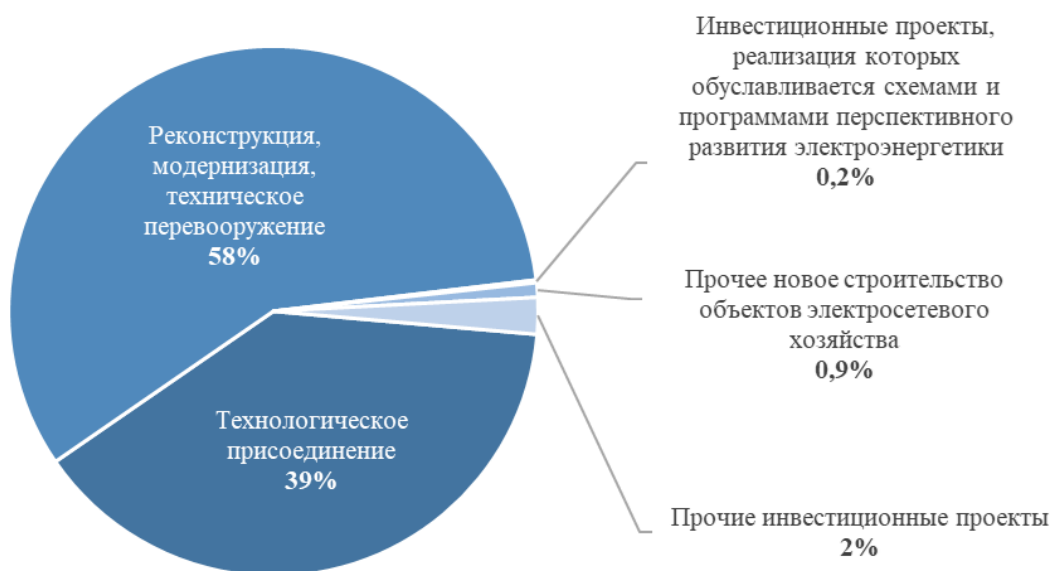 Реконструкция,
модернизация,
техническое
перевооружение
58%
Технологическое
присоединение
39%
Инвестиционные проекты,
реализация которых
обуславливается схемами и
программами перспективного
развития электроэнергетики
0,2%
Прочее новое строительство
объектов электросетевого
хозяйства
0,9%
Прочие инвестиционные проекты
2%